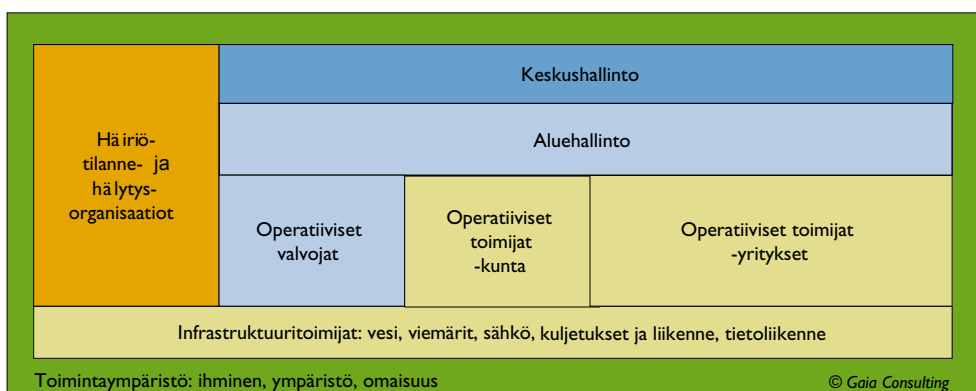 Keskushallinto
Häiriö-
tilanne- ja
hälytys-
organisaatiot
Aluehallinto
Operatiiviset
valvojat
Operatiiviset
toimijat
-kunta
Operatiiviset toimijat
-yritykset
Infrastruktuuritoimijat: vesi, viemärit, sähkö, kuljetukset ja liikenne, tietoliikenne
Toimintaympäristö: ihminen, ympäristö, omaisuus
© Gaia Consulting